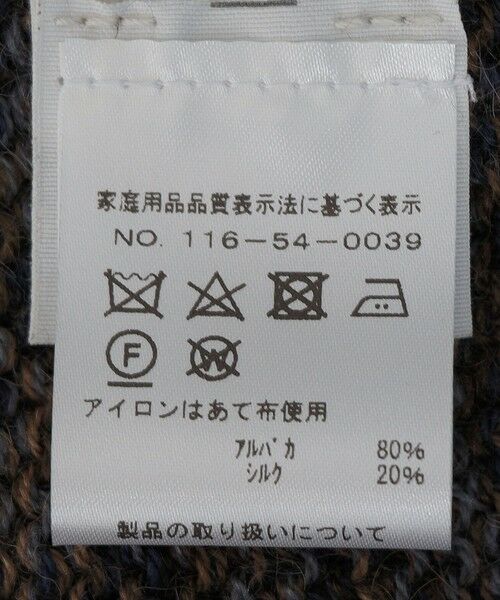 家庭用品品質表示法に基づく表示
NO. 116-54-0039
F W
アイロンはあて布使用
アルパカ 80%
シルク 20%
製品の取り扱いについて